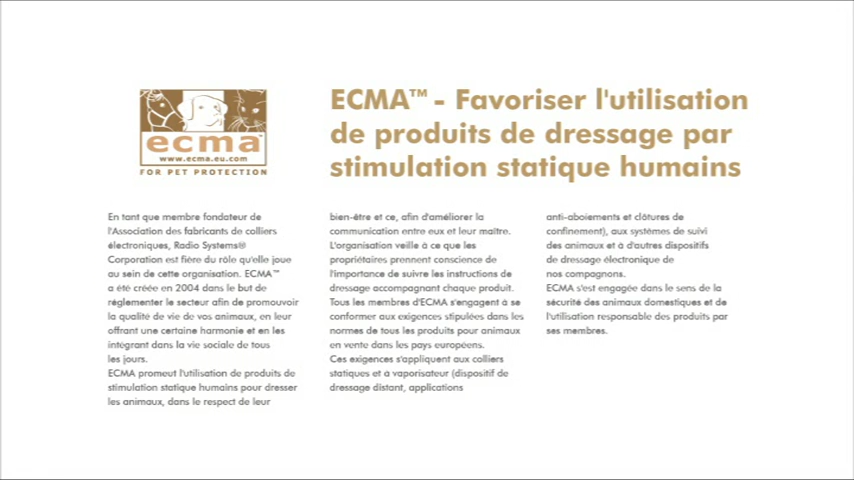 ecma™
www.ecma.eu.com
FOR PET PROTECTION
ECMA™ - Favoriser l'utilisation
de produits de dressage par
stimulation statique humains
En tant que membre fondateur de
l'Association des fabricants de colliers
électroniques, Radio Systems®
Corporation est fière du rôle qu'elle joue
au sein de cette organisation. ECMA™
a été créée en 2004 dans le but de
réglementer le secteur afin de promouvoir
la qualité de vie de vos animaux, en leur
offrant une certaine harmonie et en les
intégrant dans la vie sociale de tous
les jours.
ECMA promeut l'utilisation de produits de
stimulation statique humains pour dresser
les animaux, dans le respect de leur
bien-être et ce, afin d'améliorer la
communication entre eux et leur maître.
L'organisation veille à ce que les
propriétaires prennent conscience de
l'importance de suivre les instructions de
dressage accompagnant chaque produit.
Tous les membres d'ECMA s'engagent à se
conformer aux exigences stipulées dans les
normes de tous les produits pour animaux
en vente dans les pays européens.
Ces exigences s'appliquent aux colliers
statiques et à vaporisateur (dispositif de
dressage distant, applications
anti-aboiements et clôtures de
confinement), aux systèmes de suivi
des animaux et à d'autres dispositifs
de dressage électronique de
nos compagnons.
ECMA s'est engagée dans le sens de la
sécurité des animaux domestiques et de
l'utilisation responsable des produits par
ses membres.